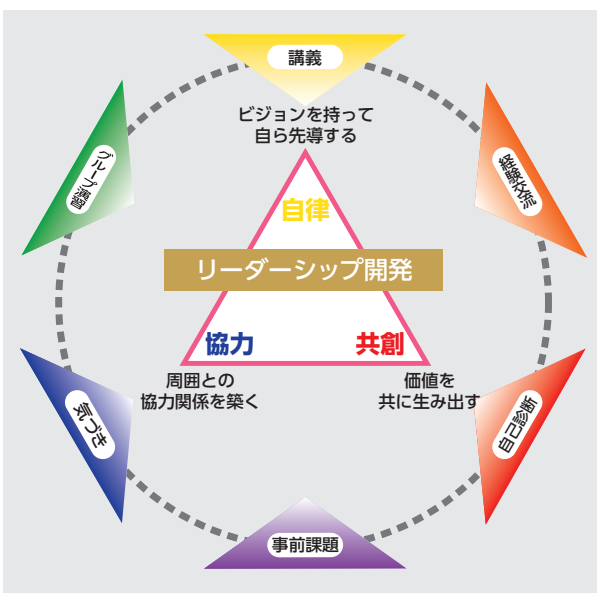 講義
ビジョンを持って
自ら先導する
グループ演習
経験交流
自律
リーダーシップ開発
協力
共創
周囲との
協力関係を築く
価値を
共に生み出す
気づき
自己診断
事前課題